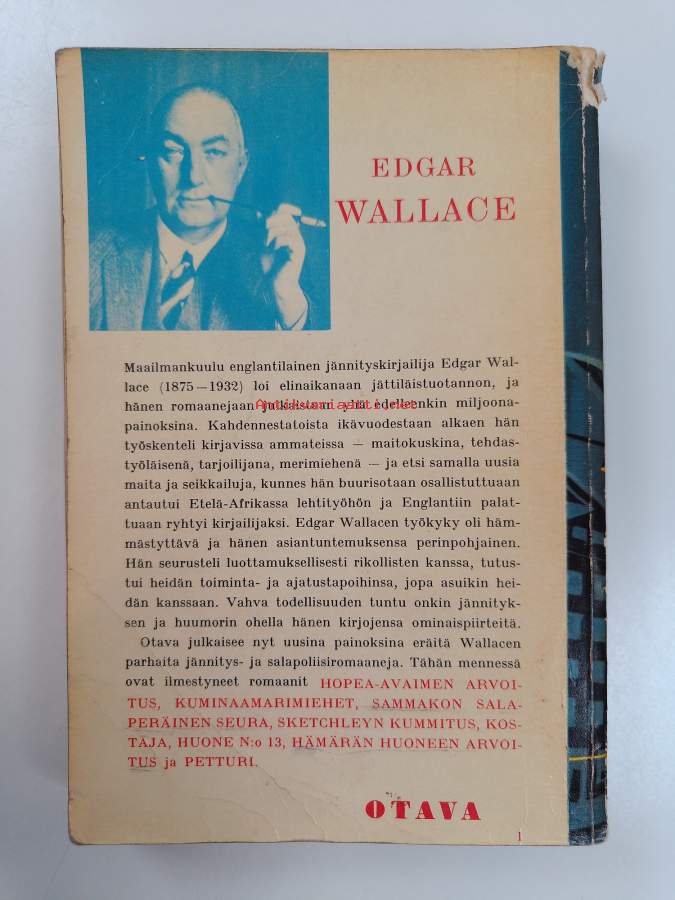 EDGAR
WALLACE
Maailmankuulu englantilainen jännityskirjailija Edgar Wal-
lace (1875—1932) loi elinaikanaan jättiläistuotannon, ja
hänen romaanejaan julkaistaan yhä edelleenkin miljoona-
Antikvariaatti.net
painoksina. Kahdennestatoista ikävuodestaan alkaen hän
työskenteli kirjavissa ammateissa — maitokuskina, tehdas-
työläisenä, tarjoilijana, merimiehenä — ja etsi samalla uusia
maita ja seikkailuja, kunnes hän buurisotaan osallistuttuaan
antautui Etelä-Afrikassa lehtityöhön ja Englantiin palat-
tuaan ryhtyi kirjailijaksi. Edgar Wallacen työkyky oli häm-
mästyttävä ja hänen asiantuntemuksensa perinpohjainen.
Hän seurusteli luottamuksellisesti rikollisten kanssa, tutus-
tui heidän toiminta- ja ajatustapoihinsa, jopa asuikin hei-
dän kanssaan. Vahva todellisuuden tuntu onkin jännityk-
sen ja huumorin ohella hänen kirjojensa ominaispiirteitä.
Otava julkaisee nyt uusina painoksina eräitä Wallacen
parhaita jännitys- ja salapoliisiromaaneja. Tähän mennessä
ovat ilmestyneet romaanit HOPEA-AVAIMEN ARVOI-
TUS, KUMINAAMARIMIEHET, SAMMAKON SALA-
PERÄINEN SEURA, SKETCHLEYN KUMMITUS, KOS-
TAJA, HUONE N:o 13, HÄMÄRÄN HUONEEN ARVOI-
TUS ja PETTURI.
OTAVA
1